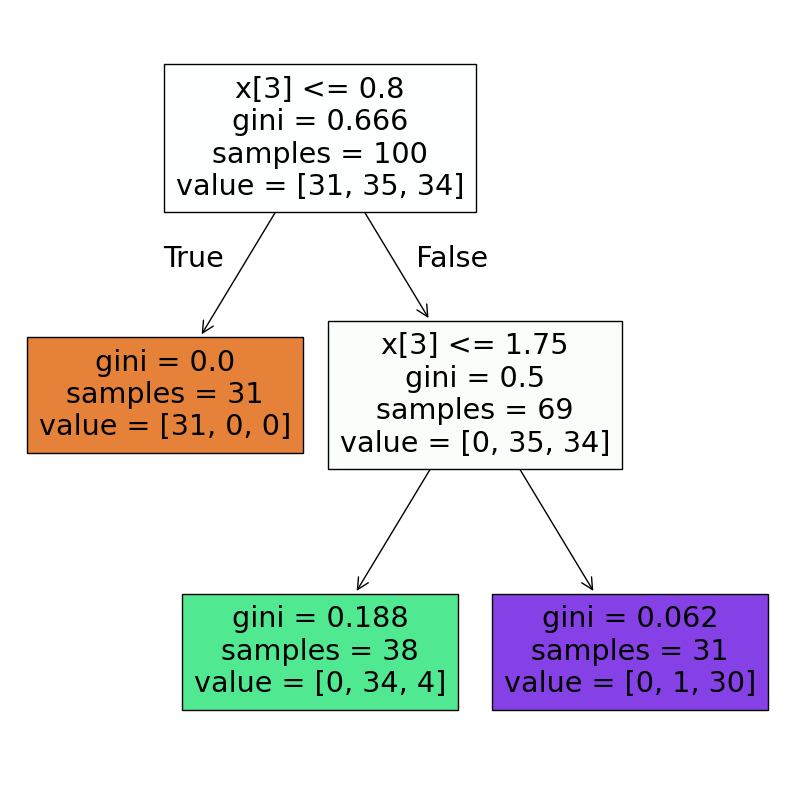 x[3] <= 0.8
gini = 0.666
samples = 100
value = [31, 35, 34]
True
False
gini = 0.0
samples = 31
value = [31, 0, 0]
x[3] <= 1.75
gini = 0.5
samples = 69
value = [0, 35, 34]
gini = 0.188
samples = 38
value = [0, 34, 4]
gini = 0.062
samples = 31
value = [0, 1, 30]